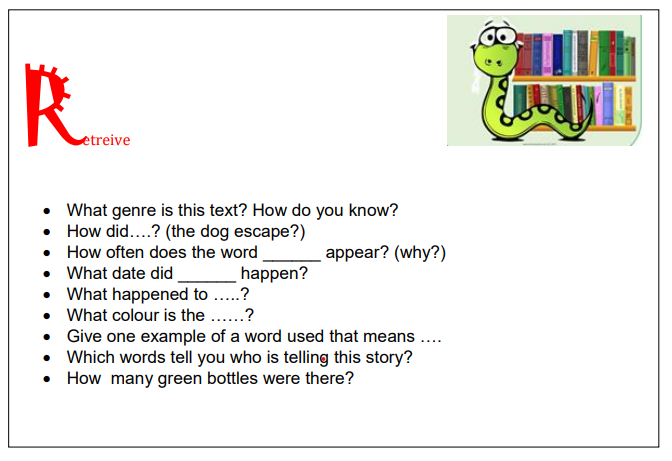 Retreive
What genre is this text? How do you know?
How did….? (the dog escape?)
How often does the word ______ appear? (why?)
What date did ______ happen?
What happened to …..?
What colour is the ……?
Give one example of a word used that means ….
Which words tell you who is telling this story?
How  many green bottles were there?